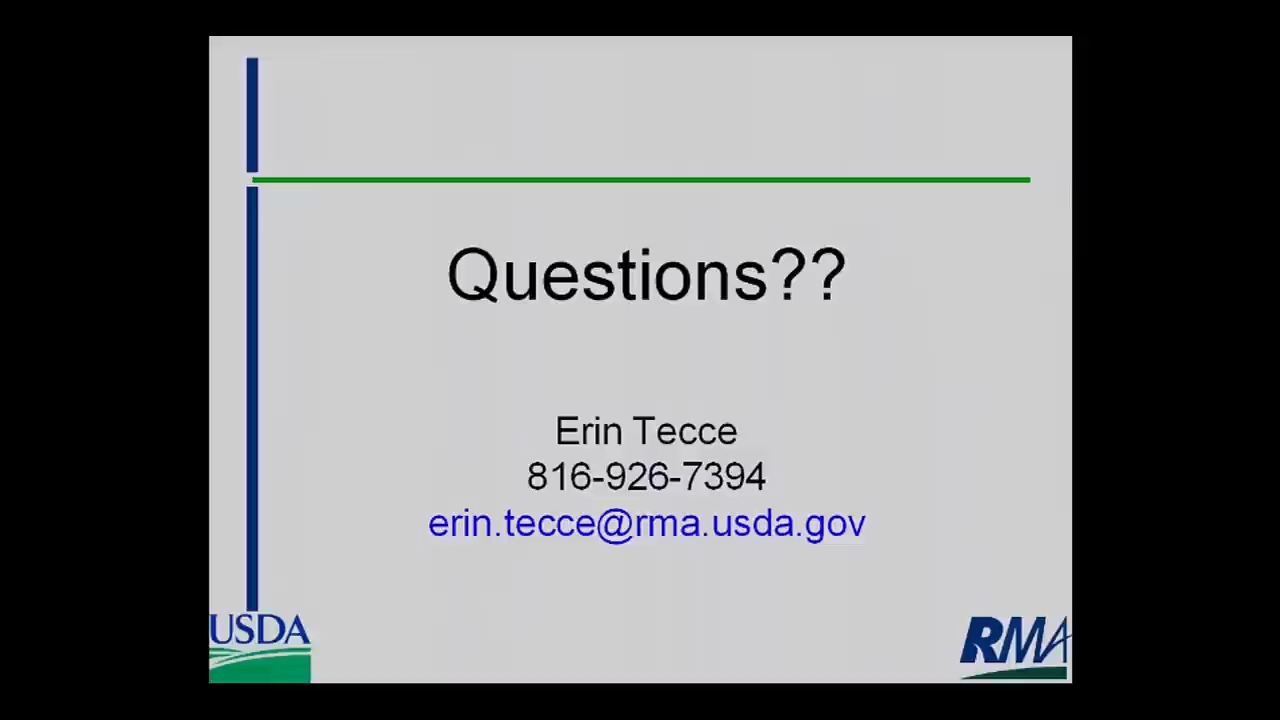 Questions??
Erin Tecce
816-926-7394
erin.tecce@rma.usda.gov
USDA
RMA